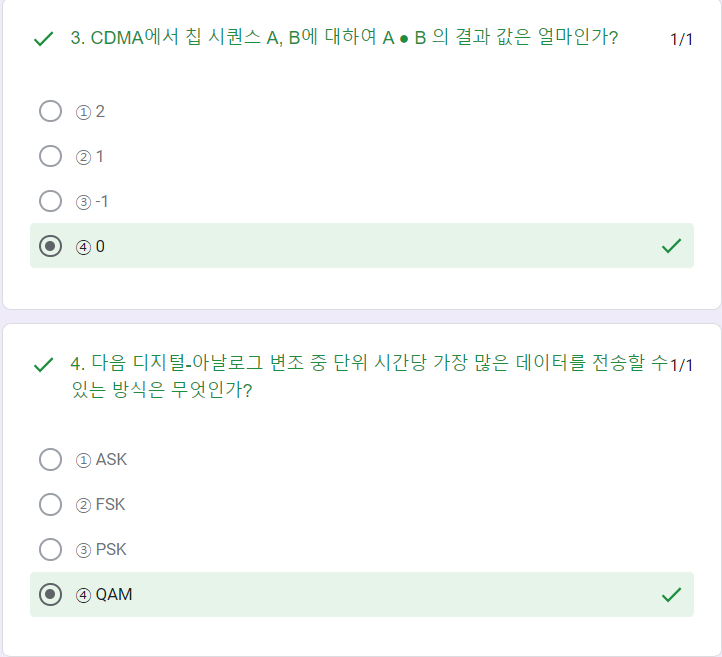 3. CDMA에서 칩 시퀀스 A, B에 대하여 A ● B 의 결과 값은 얼마인가? 1/1
① 2
② 1
③ -1
④ 0
4. 다음 디지털-아날로그 변조 중 단위 시간당 가장 많은 데이터를 전송할 수 1/1
있는 방식은 무엇인가?
① ASK
② FSK
③ PSK
④ QAM